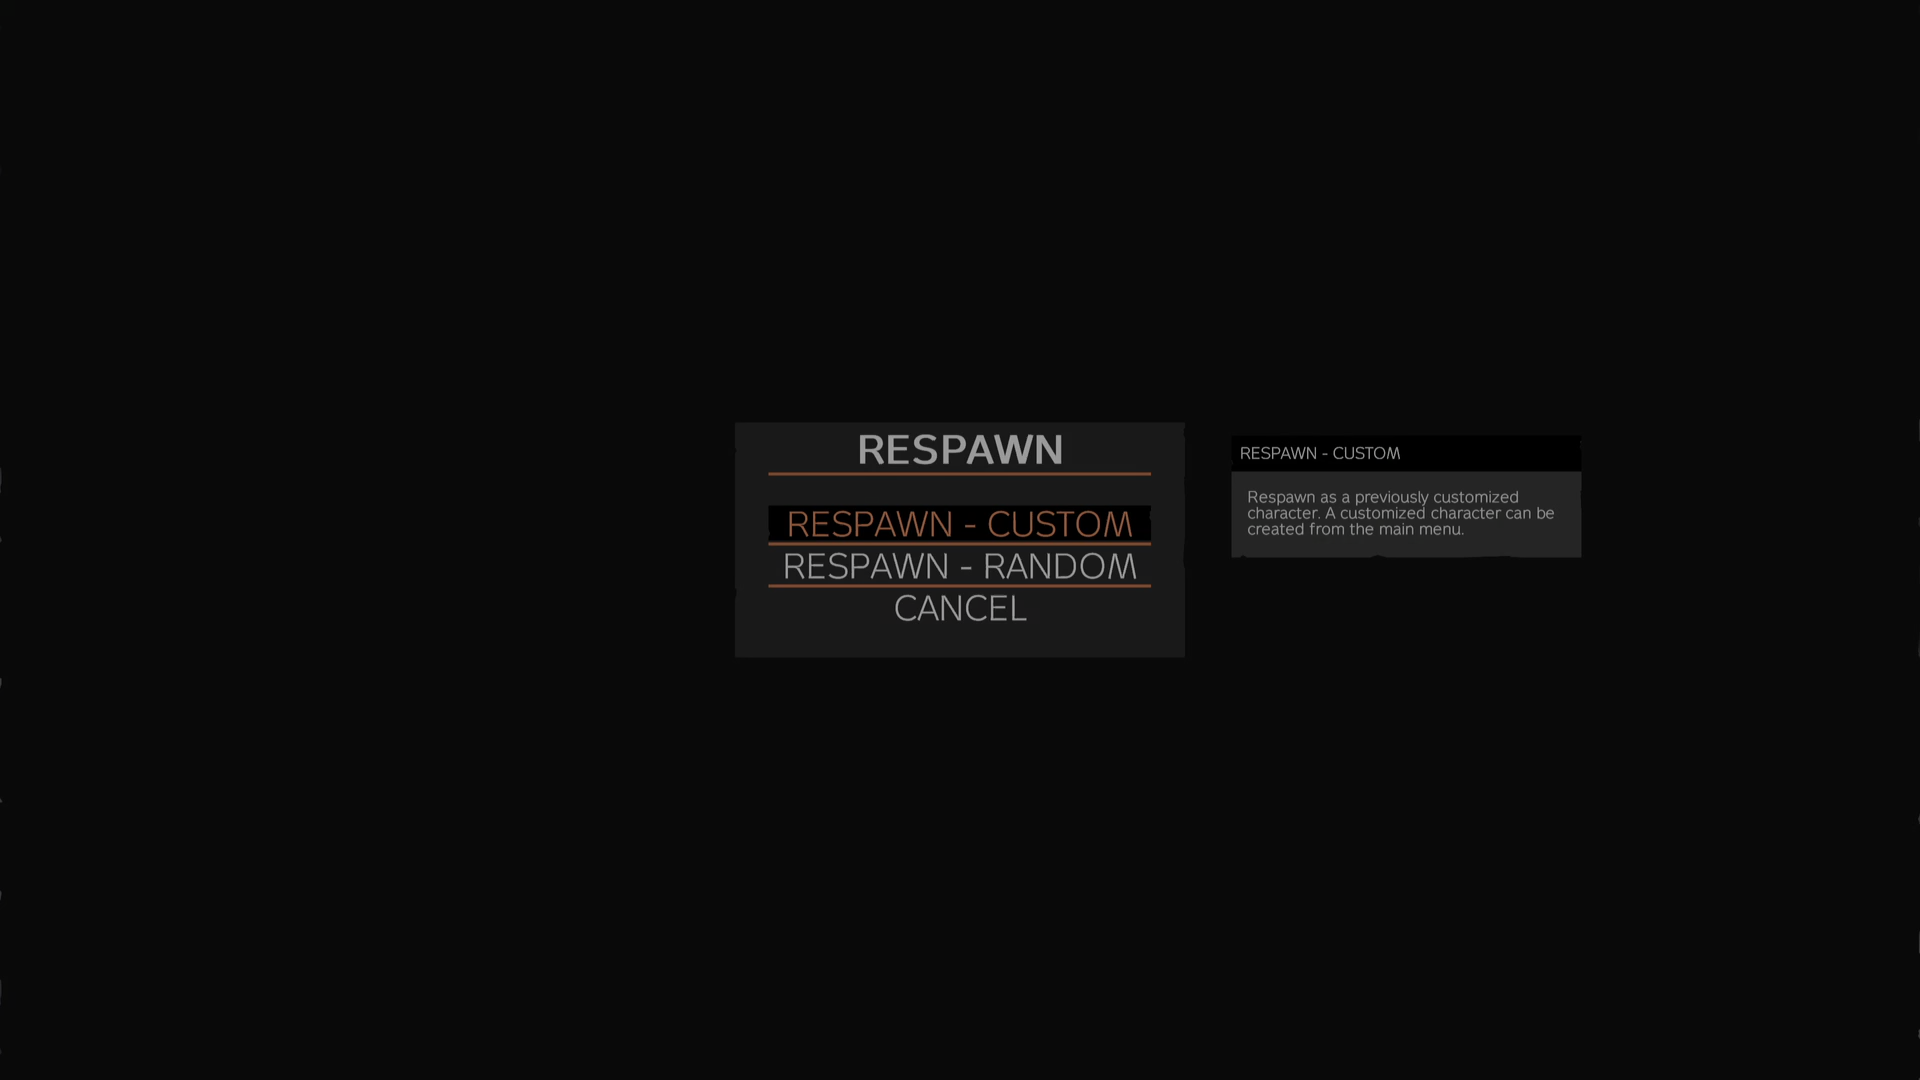 RESPAWN
RESPAWN - CUSTOM
RESPAWN - RANDOM
CANCEL
RESPAWN - CUSTOM
Respawn as a previously customized
character. A customized character can be
created from the main menu.